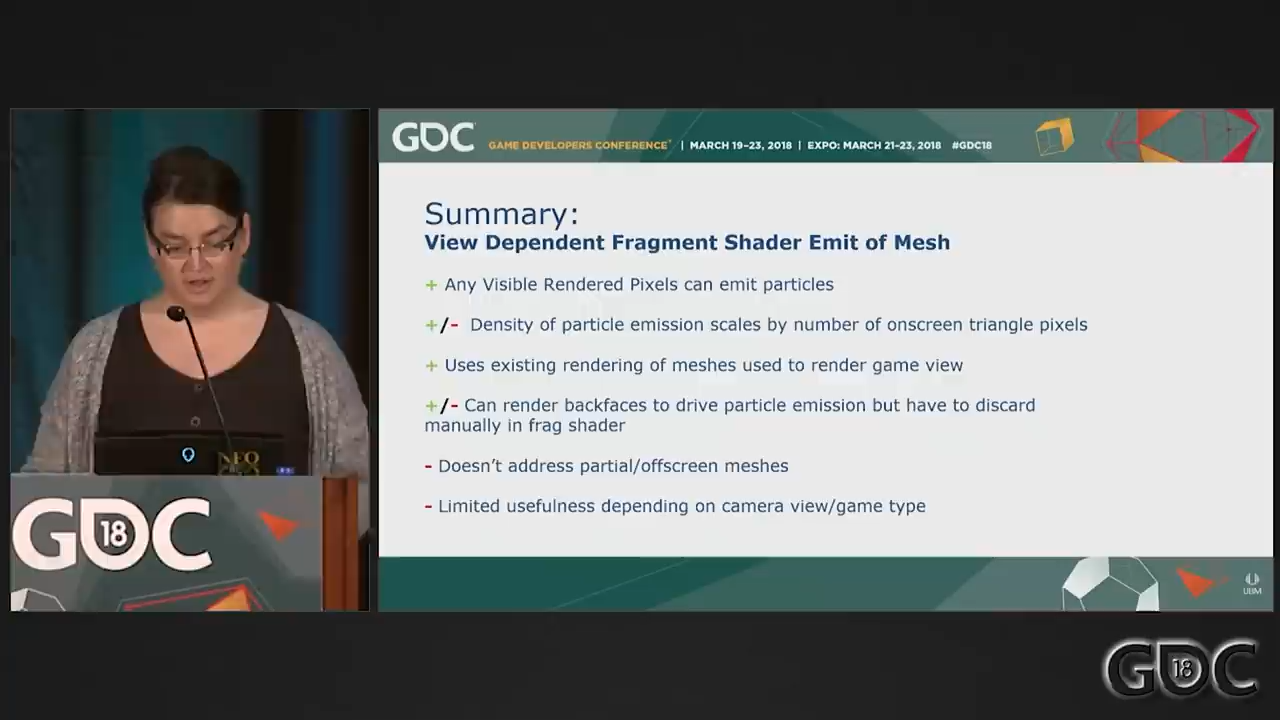 GDC
GAME DEVELOPERS CONFERENCE | MARCH 19–23, 2018 | EXPO: MARCH 21–23, 2018 #GDC18
Summary:
View Dependent Fragment Shader Emit of Mesh
+ Any Visible Rendered Pixels can emit particles
+/- Density of particle emission scales by number of onscreen triangle pixels
+ Uses existing rendering of meshes used to render game view
+/- Can render backfaces to drive particle emission but have to discard
manually in frag shader
- Doesn't address partial/offscreen meshes
- Limited usefulness depending on camera view/game type
UBM
GDC
18
GDC
18